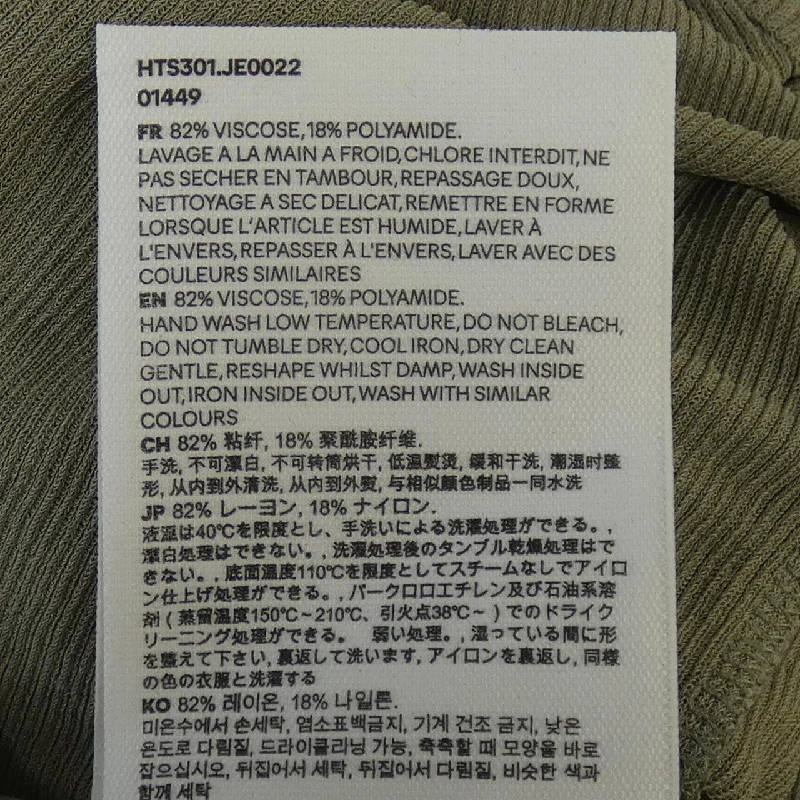 HTS301.JE0022
01449
FR 82% VISCOSE,18% POLYAMIDE.
LAVAGE A LA MAIN A FROID,CHLORE INTERDIT,NE
PAS SECHER EN TAMBOUR,REPASSAGE DOUX,
NETTOYAGE A SEC DELICAT,REMETTRE EN FORME
LORSQUE L'ARTICLE EST HUMIDE,LAVER À
L'ENVERS,REPASSER À L'ENVERS,LAVER AVEC DES
COULEURS SIMILAIRES
EN 82% VISCOSE,18% POLYAMIDE.
HAND WASH LOW TEMPERATURE,DO NOT BLEACH,
DO NOT TUMBLE DRY,COOL IRON,DRY CLEAN
GENTLE,RESHAPE WHILST DAMP,WASH INSIDE
OUT,IRON INSIDE OUT,WASH WITH SIMILAR
COLOURS
CH 82% 粘纤, 18% 聚酰胺纤维.
手洗, 不可漂白, 不可转筒烘干, 低温熨烫, 缓和干洗, 潮湿时整
形, 从内到外清洗, 从内到外熨, 与相似颜色制品一同水洗
JP 82% レーヨン, 18% ナイロン.
液温は40℃を限度とし、手洗いによる洗濯処理ができる。,
漂白処理はできない。, 洗濯処理後のタンブル乾燥処理はで
きない。, 底面温度110℃を限度としてスチームなしでアイロ
ン仕上げ処理ができる。, パークロロエチレン及び石油系溶
剤 ( 蒸留温度150℃~210℃、引火点38℃~ ) でのドライク
リーニング処理ができる。 弱い処理。, 湿っている間に形
を整えて下さい, 裏返して洗います, アイロンを裏返し, 同様
の色の衣服と洗濯する
KO 82% 레이온, 18% 나일론.
미온수에서 손세탁, 염소표백금지, 기계 건조 금지, 낮은
온도로 다림질, 드라이클리닝 가능, 축축할 때 모양을 바로
잡으십시오, 뒤집어서 세탁, 뒤집어서 다림질, 비슷한 색과
함께 세탁